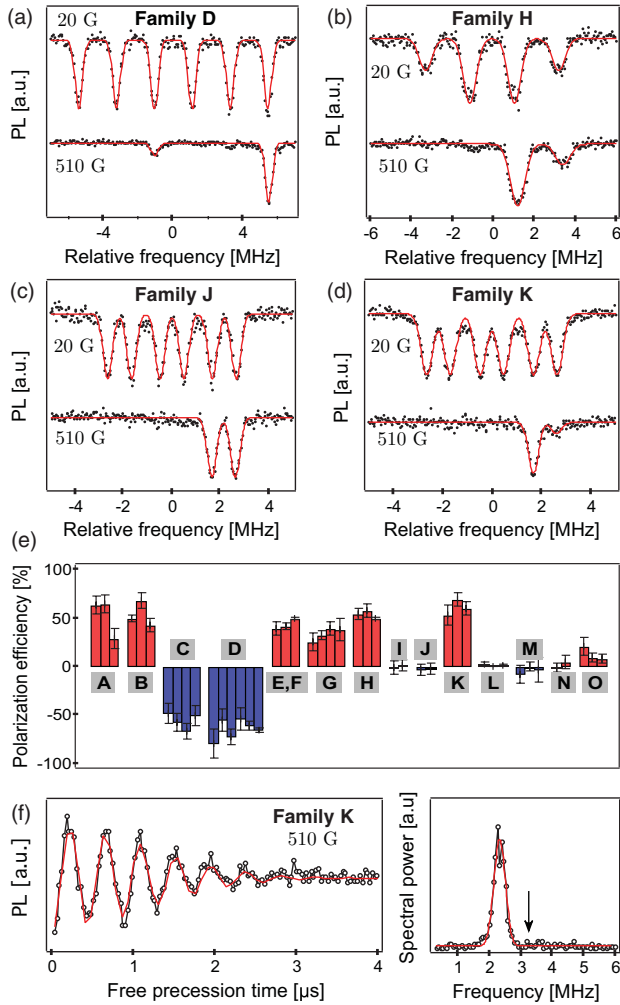 (a)
20 G
Family D
PL [a.u.]
510 G
-4
0
4
Relative frequency [MHz]
(b)
Family H
20 G
PL [a.u.]
510 G
-6
-4
-2
0
2
4
6
Relative frequency [MHz]
(c)
Family J
20 G
PL [a.u.]
510 G
-4
-2
0
2
4
Relative frequency [MHz]
(d)
Family K
20 G
PL [a.u.]
510 G
-4
-2
0
2
4
Relative frequency [MHz]
(e)
Polarization efficiency [%]
100
50
0
-50
-100
A
B
C
D
E,F
G
H
I
J
K
L
M
N
O
(f)
Family K
510 G
PL [a.u.]
0
1
2
3
4
Free precession time [µs]
Spectral power [a.u]
1
2
3
4
5
6
Frequency [MHz]